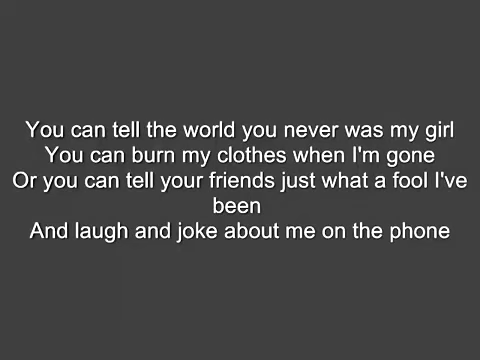 You can tell the world you never was my girl
You can burn my clothes when I'm gone
Or you can tell your friends just what a fool I've
been
And laugh and joke about me on the phone